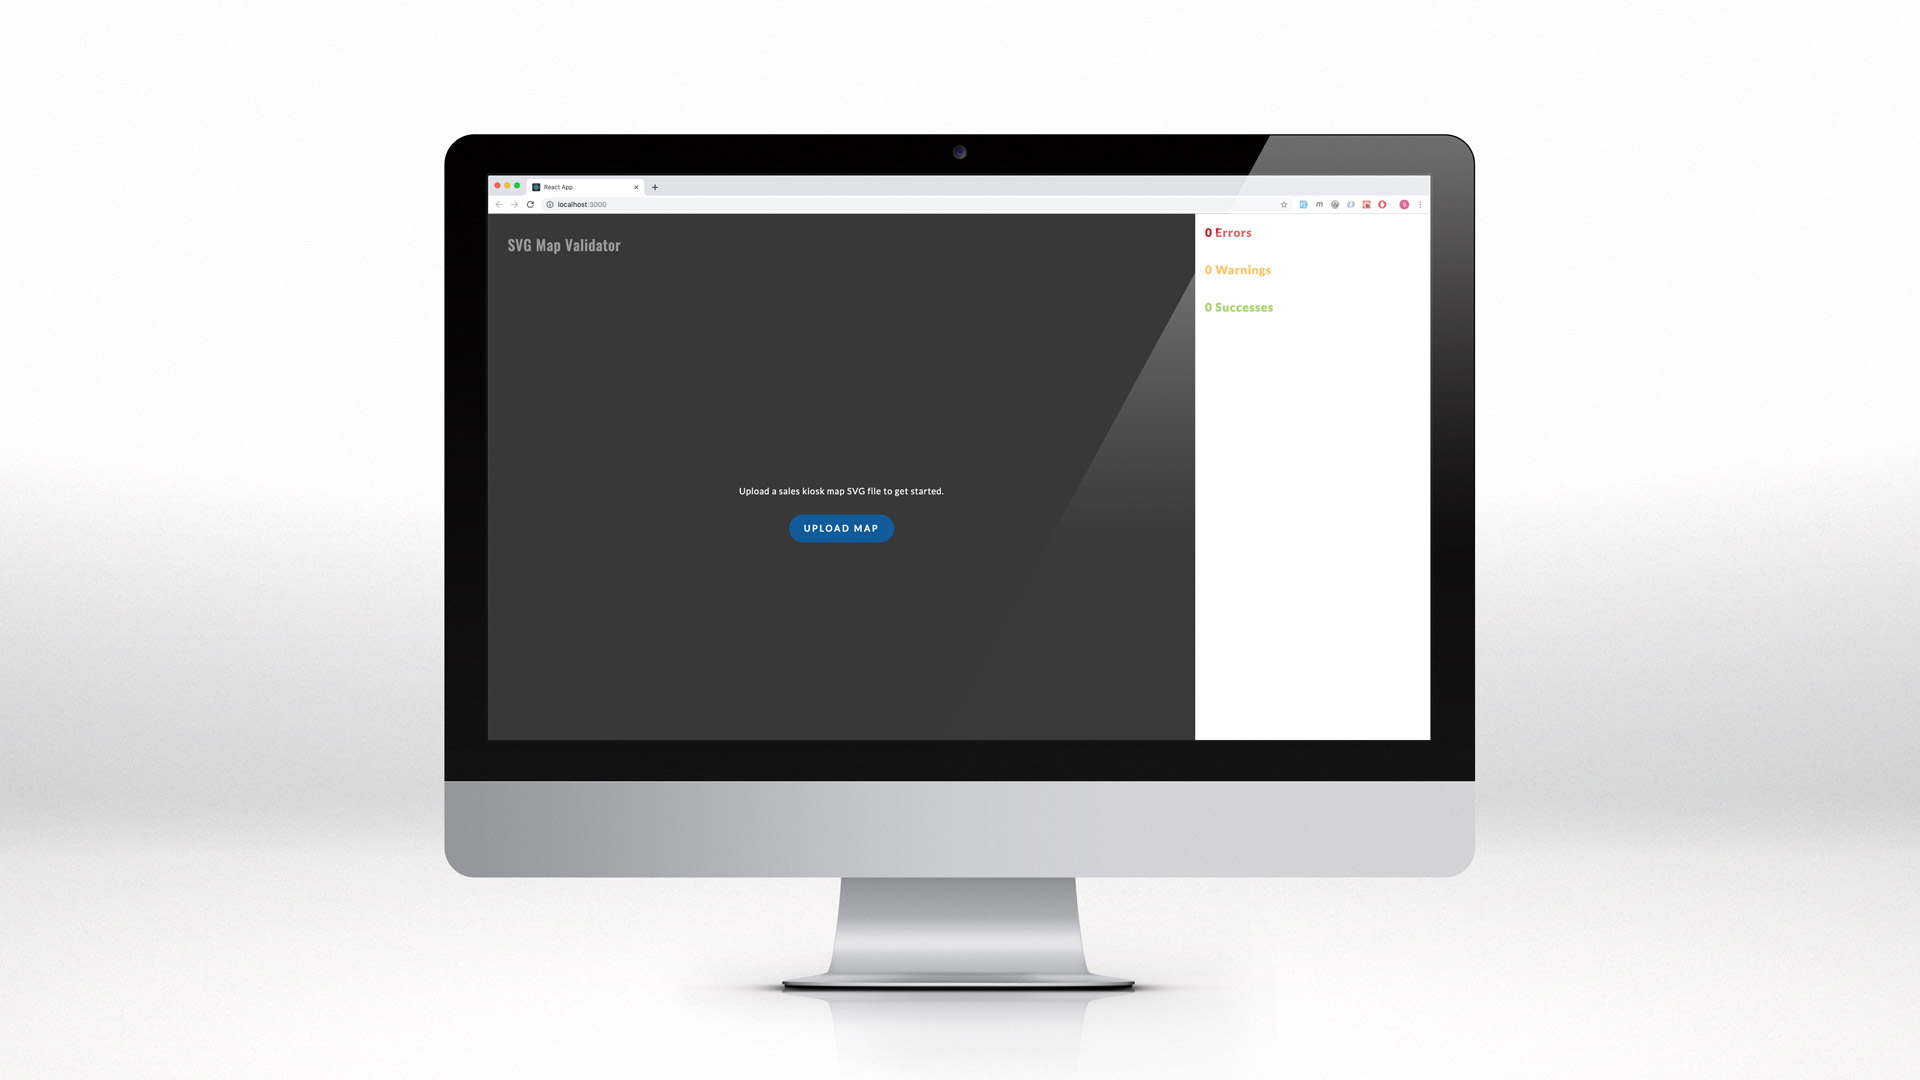 React App
localhost:3000
SVG Map Validator
Upload a sales kiosk map SVG file to get started.
UPLOAD MAP
0 Errors
0 Warnings
0 Successes